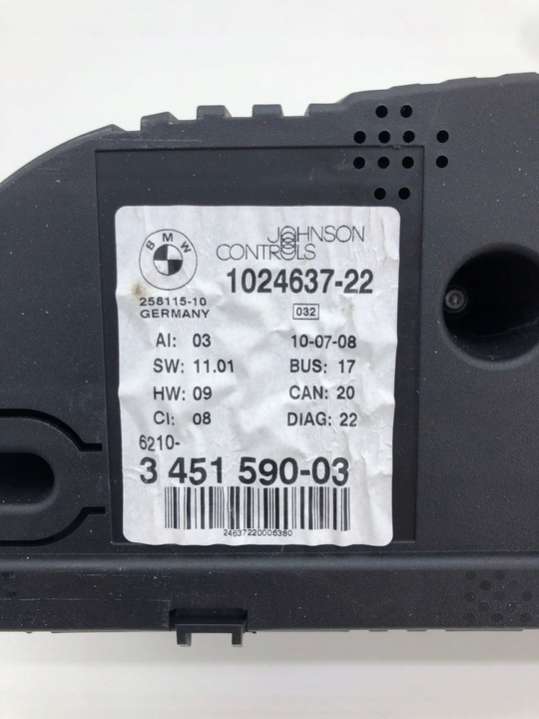 BMW
JOHNSON
CONTROLS
1024637-22
258115-10
GERMANY
032
AI: 03 10-07-08
SW: 11.01 BUS: 17
HW: 09 CAN: 20
CI: 08 DIAG: 22
6210-
3 451 590-03
24637220006380